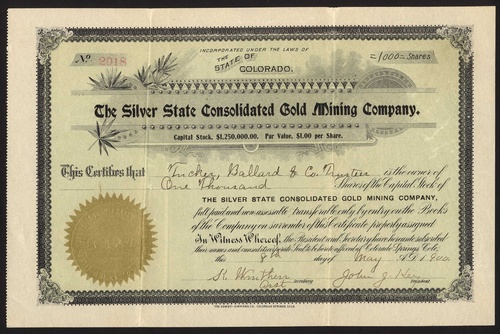 INCORPORATED UNDER THE LAWS OF
THE STATE OF
COLORADO.
No 2018
=1000= Shares
The Silver State Consolidated Gold Mining Company.
Capital Stock, $1,250,000.00. Par Value, $1.00 per Share.
This Certifies that Tucker, Ballard & Co. Trustees is the owner of
One Thousand Shares of the Capital Stock of
THE SILVER STATE CONSOLIDATED GOLD MINING COMPANY,
full paid and non-assessable transferable only by entry on the Books
of the Company on surrender of this Certificate properly assigned.
In Witness Whereof, the President and Secretary have hereunto subscribed
their names and caused the corporate Seal to be hereto affixed at Colorado Springs, Colo.
this 8th day of May A.D. 1900
Asst Secretary John J. President